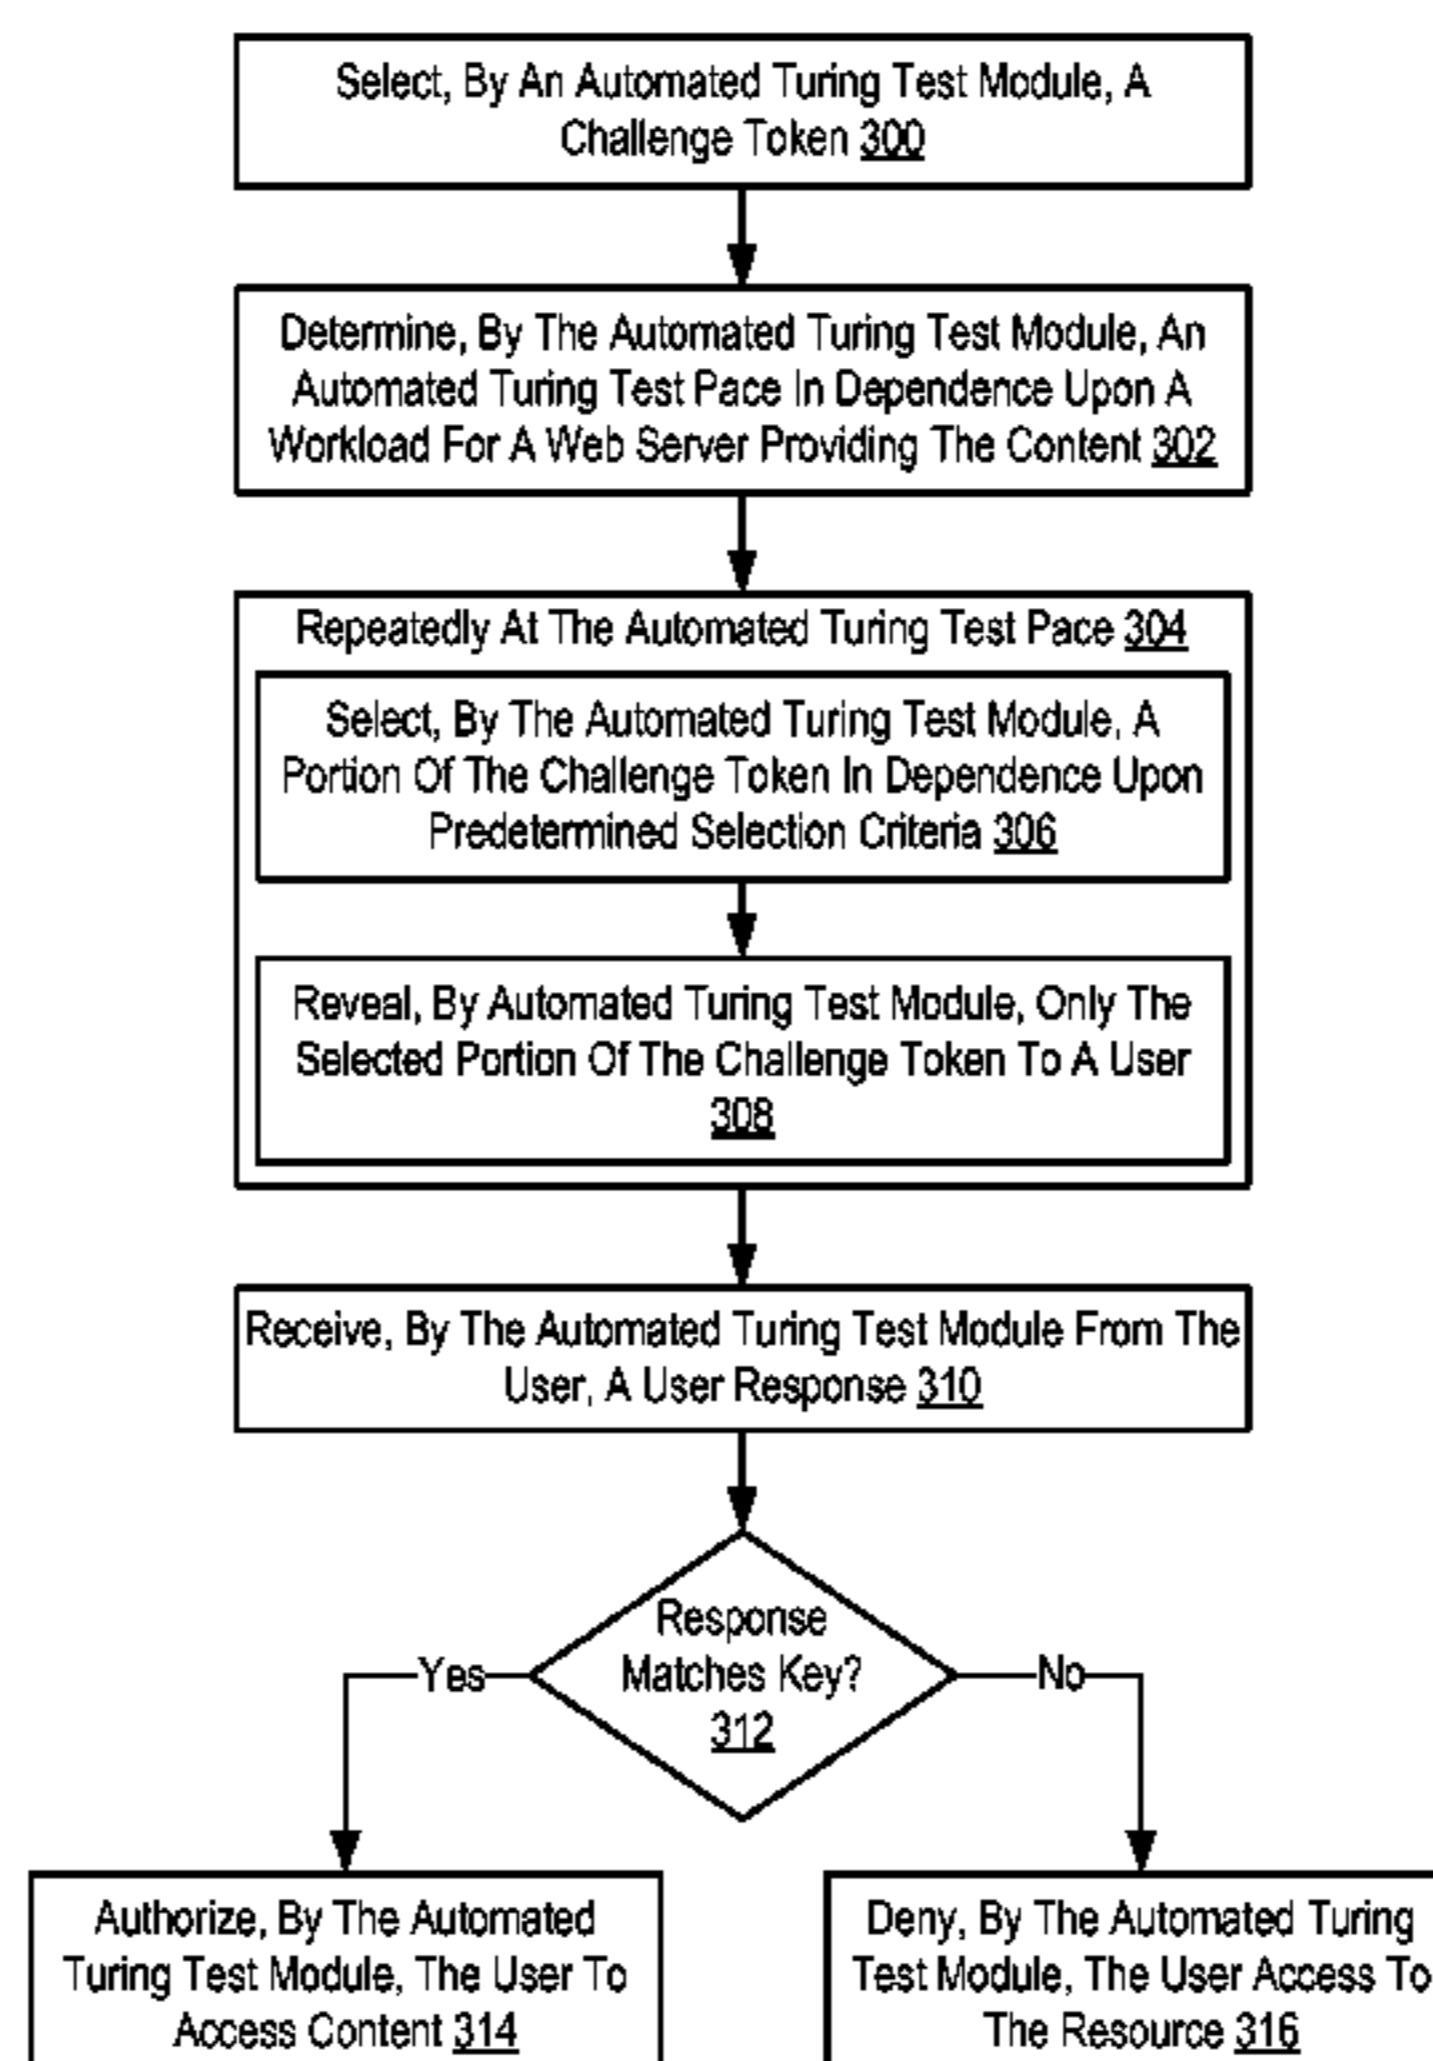 Select, By An Automated Turing Test Module, A
Challenge Token 300
Determine, By The Automated Turing Test Module, An
Automated Turing Test Pace In Dependence Upon A
Workload For A Web Server Providing The Content 302
Repeatedly At The Automated Turing Test Pace 304
Select, By The Automated Turing Test Module, A
Portion Of The Challenge Token In Dependence Upon
Predetermined Selection Criteria 306
Reveal, By Automated Turing Test Module, Only The
Selected Portion Of The Challenge Token To A User
308
Receive, By The Automated Turing Test Module From The
User, A User Response 310
Response
Matches Key?
312
Yes
No
Authorize, By The Automated
Turing Test Module, The User To
Access Content 314
Deny, By The Automated Turing
Test Module, The User Access To
The Resource 316